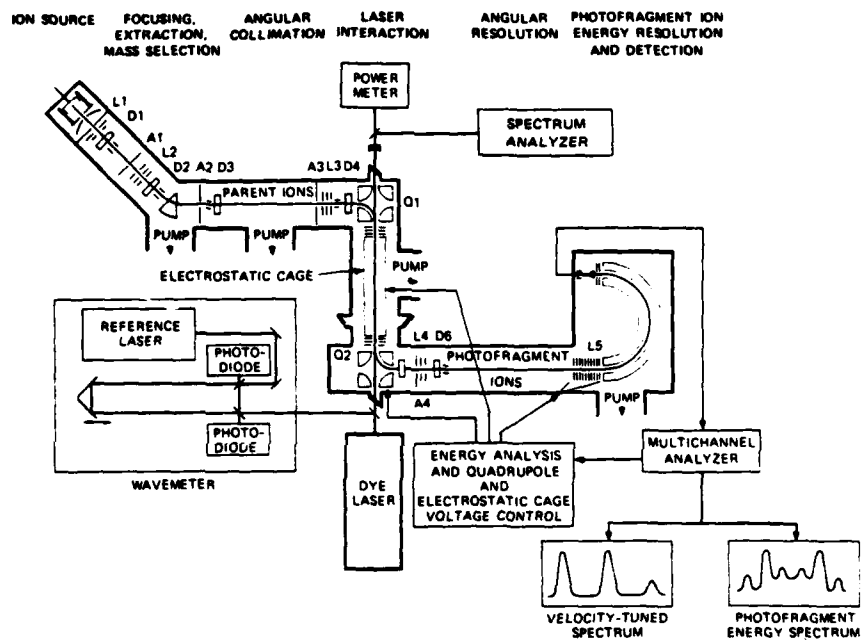 ION SOURCE
FOCUSING,
EXTRACTION,
MASS SELECTION
ANGULAR
COLLIMATION
LASER
INTERACTION
ANGULAR
RESOLUTION
PHOTOFRAGMENT ION
ENERGY RESOLUTION
AND DETECTION
POWER
METER
SPECTRUM
ANALYZER
L1
D1
A1
L2
D2 A2 D3
A3 L3 D4
PARENT IONS
Q1
PUMP
PUMP
ELECTROSTATIC CAGE
PUMP
REFERENCE
LASER
PHOTO-
DIODE
PHOTO-
DIODE
WAVEMETER
Q2
L4 D6
PHOTOFRAGMENT
IONS
L5
A4
PUMP
DYE
LASER
ENERGY ANALYSIS
AND QUADRUPOLE
AND
ELECTROSTATIC CAGE
VOLTAGE CONTROL
MULTICHANNEL
ANALYZER
VELOCITY-TUNED
SPECTRUM
PHOTOFRAGMENT
ENERGY SPECTRUM